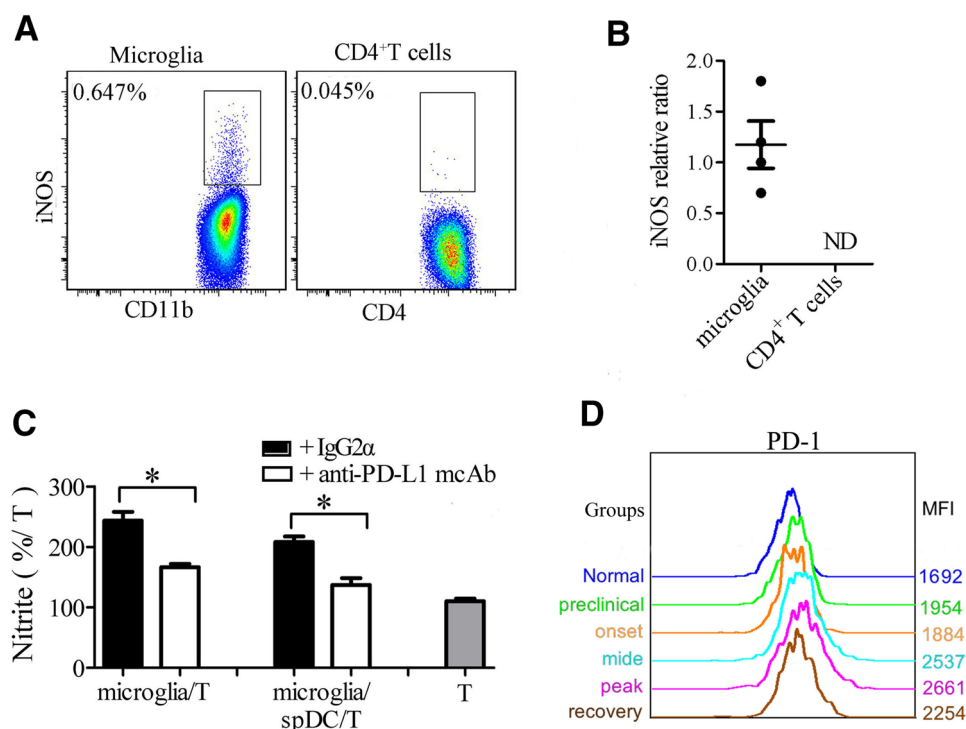 A
Microglia
CD4+T cells
0.647%
0.045%
iNOS
CD11b
CD4
B
iNOS relative ratio
2.0
1.5
1.0
0.5
0.0
ND
microglia
CD4+ T cells
C
+ IgG2α
+ anti-PD-L1 mcAb
Nitrite ( %/ T )
300
200
100
0
*
*
microglia/T
microglia/
spDC/T
T
D
PD-1
Groups
MFI
Normal 1692
preclinical 1954
onset 1884
mide 2537
peak 2661
recovery 2254